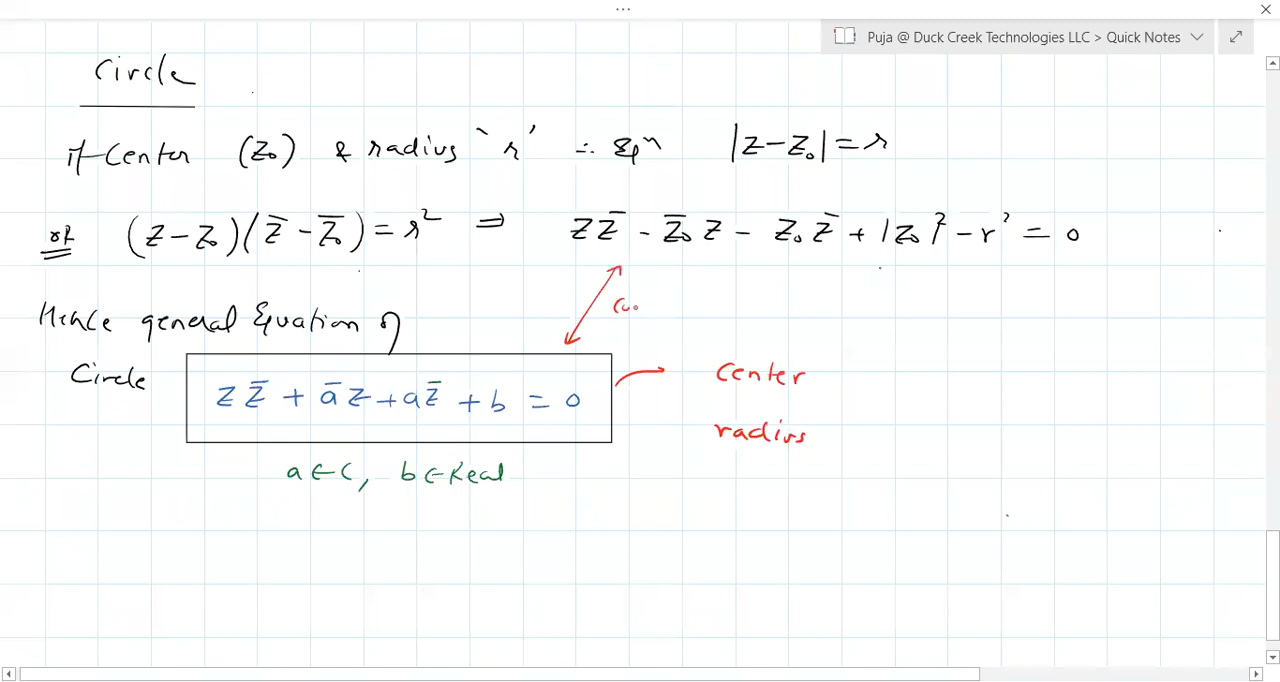 ...
Puja @ Duck Creek Technologies LLC > Quick Notes
Circle
if center (z₀) & radius 'r' ∴ Eqⁿ |z-z₀| = r
or (z-z₀)(z̄-z̄₀) = r² ⇒ zz̄ - z̄₀z - z₀z̄ + |z₀|² - r² = 0
Hence general Equation of
Circle zz̄ + āz + az̄ + b = 0
center
radius
a∈C, b∈Real